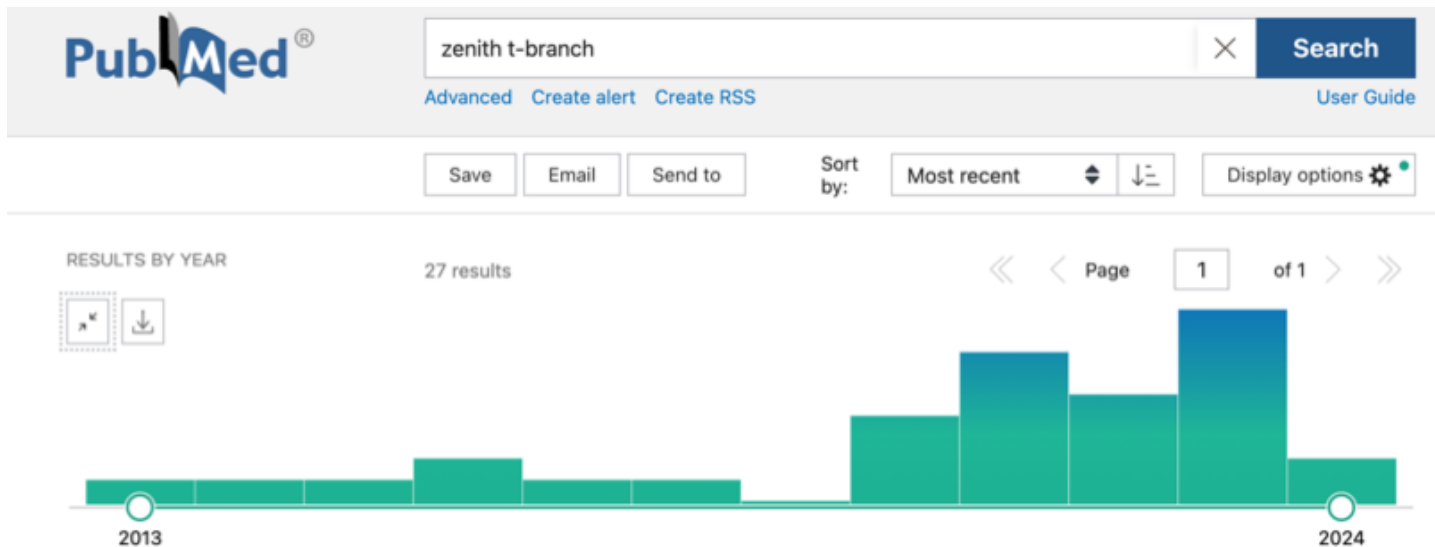 PubMed®
zenith t-branch
Search
Advanced Create alert Create RSS
User Guide
Save Email Send to
Sort by:
Most recent
Display options
RESULTS BY YEAR
27 results
Page 1 of 1
2013
2024